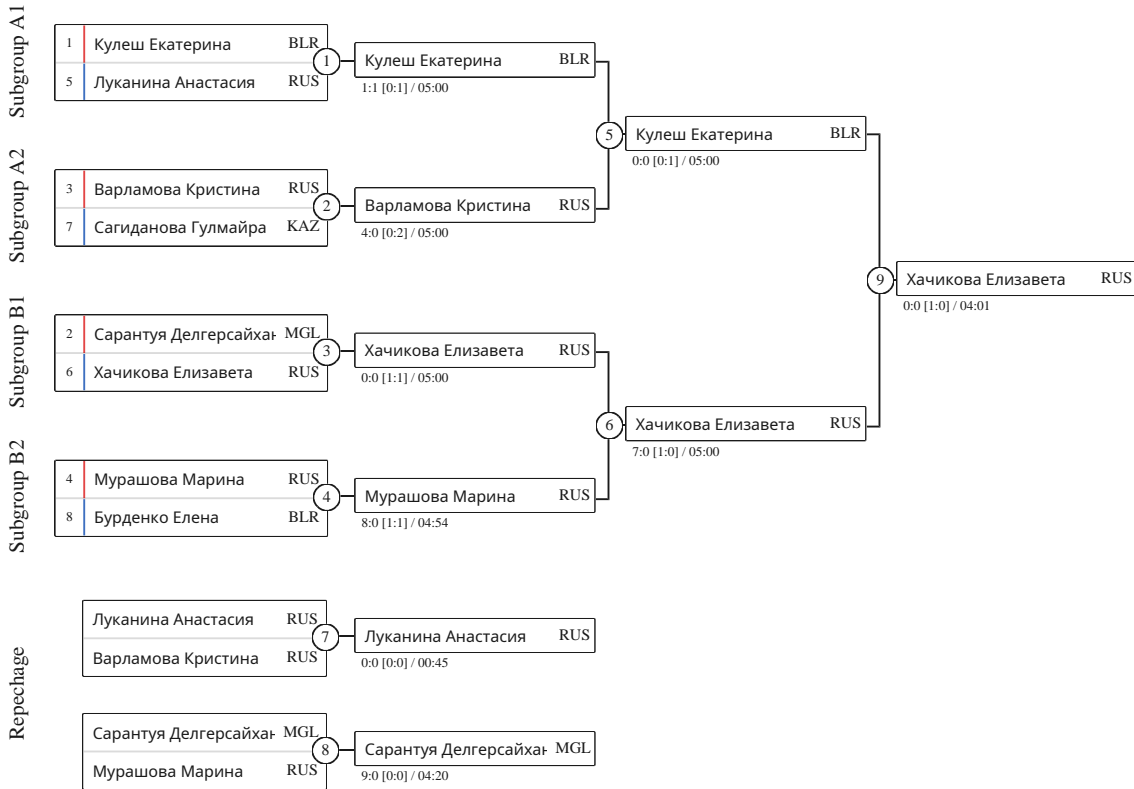 Subgroup A1
1 Кулеш Екатерина BLR
5 Луканина Анастасия RUS
1
Кулеш Екатерина BLR
1:1 [0:1] / 05:00
Subgroup A2
3 Варламова Кристина RUS
7 Сагиданова Гулмайра KAZ
2
Варламова Кристина RUS
4:0 [0:2] / 05:00
5
Кулеш Екатерина BLR
0:0 [0:1] / 05:00
Subgroup B1
2 Сарантуя Делгерсайхан MGL
6 Хачикова Елизавета RUS
3
Хачикова Елизавета RUS
0:0 [1:1] / 05:00
Subgroup B2
4 Мурашова Марина RUS
8 Бурденко Елена BLR
4
Мурашова Марина RUS
8:0 [1:1] / 04:54
6
Хачикова Елизавета RUS
7:0 [1:0] / 05:00
9
Хачикова Елизавета RUS
0:0 [1:0] / 04:01
Repechage
Луканина Анастасия RUS
Варламова Кристина RUS
7
Луканина Анастасия RUS
0:0 [0:0] / 00:45
Сарантуя Делгерсайхан MGL
Мурашова Марина RUS
8
Сарантуя Делгерсайхан MGL
9:0 [0:0] / 04:20